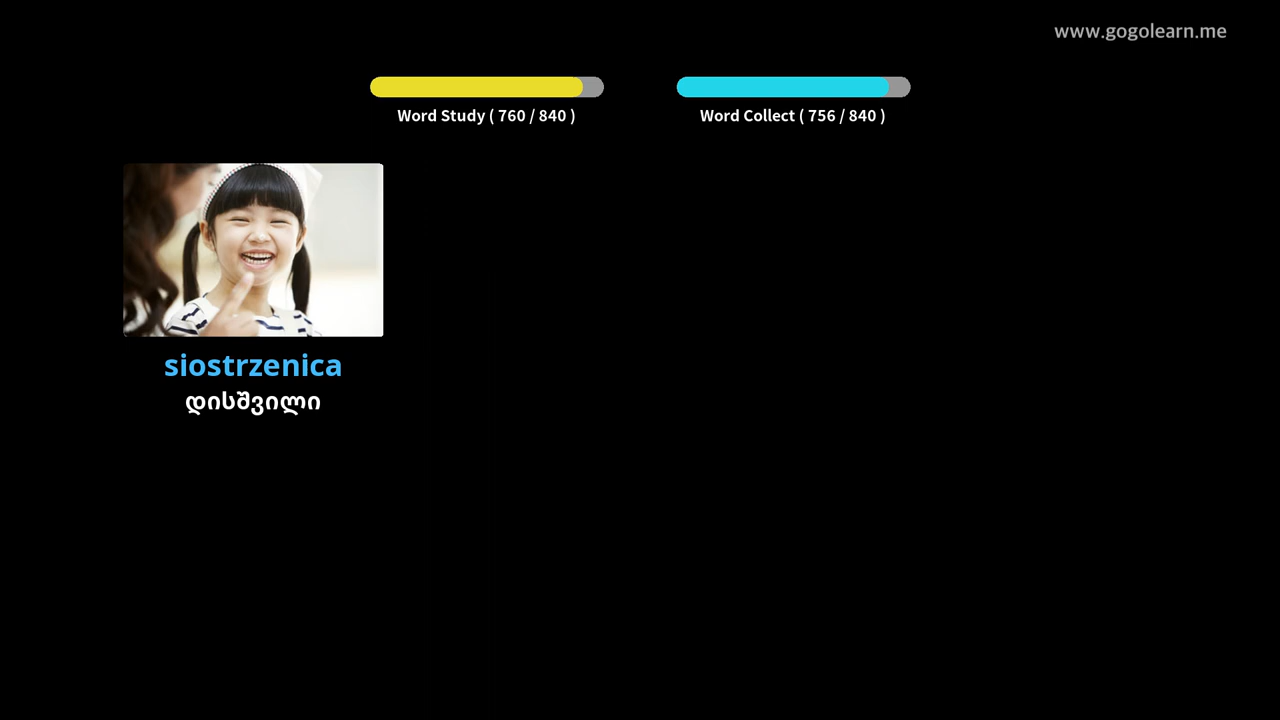 www.gogolearn.me
Word Study ( 760 / 840 )
Word Collect ( 756 / 840 )
siostrzenica
დისშვილი